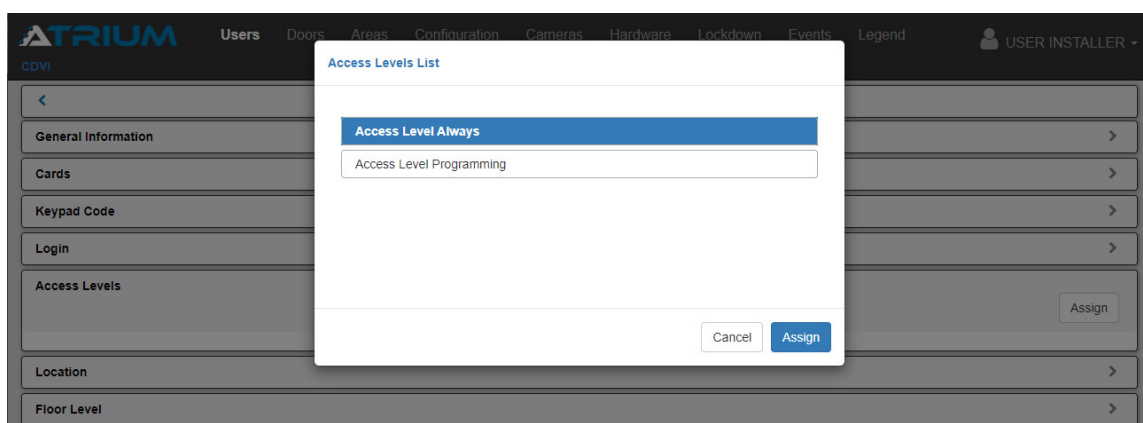 ATRIUM
CDVI
Users Doors Areas Configuration Cameras Hardware Lockdown Events Legend USER INSTALLER
Access Levels List
Access Level Always
Access Level Programming
Cancel Assign
General Information
Cards
Keypad Code
Login
Access Levels
Assign
Location
Floor Level